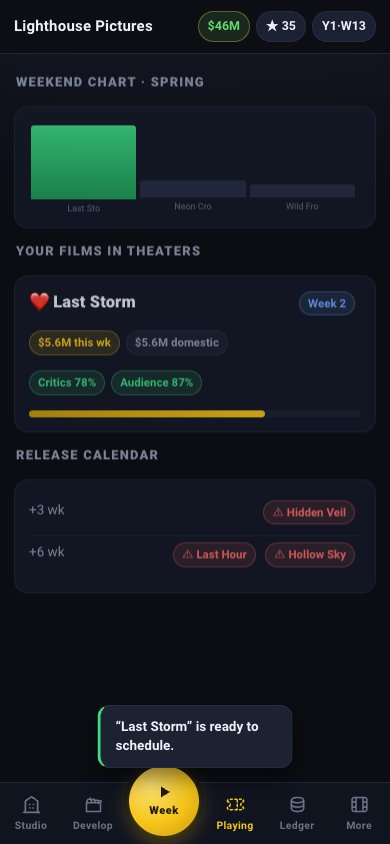 Lighthouse Pictures
$46M
★ 35
Y1·W13
WEEKEND CHART · SPRING
Last Sto
Neon Cro
Wild Fro
YOUR FILMS IN THEATERS
❤️ Last Storm
Week 2
$5.6M this wk
$5.6M domestic
Critics 78%
Audience 87%
RELEASE CALENDAR
+3 wk
⚠ Hidden Veil
+6 wk
⚠ Last Hour
⚠ Hollow Sky
“Last Storm” is ready to
schedule.
Week
Studio
Develop
Playing
Ledger
More